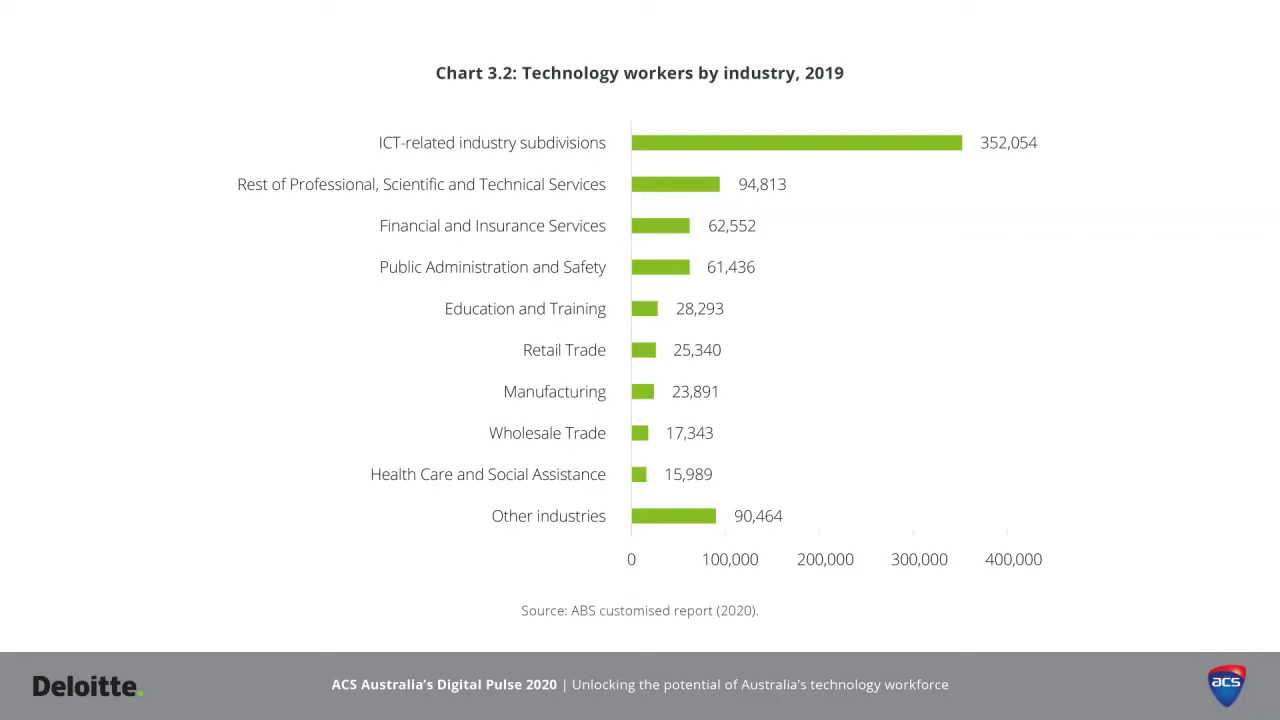 Chart 3.2: Technology workers by industry, 2019
ICT-related industry subdivisions 352,054
Rest of Professional, Scientific and Technical Services 94,813
Financial and Insurance Services 62,552
Public Administration and Safety 61,436
Education and Training 28,293
Retail Trade 25,340
Manufacturing 23,891
Wholesale Trade 17,343
Health Care and Social Assistance 15,989
Other industries 90,464
0 100,000 200,000 300,000 400,000
Source: ABS customised report (2020).
Deloitte. ACS Australia’s Digital Pulse 2020 | Unlocking the potential of Australia’s technology workforce acs